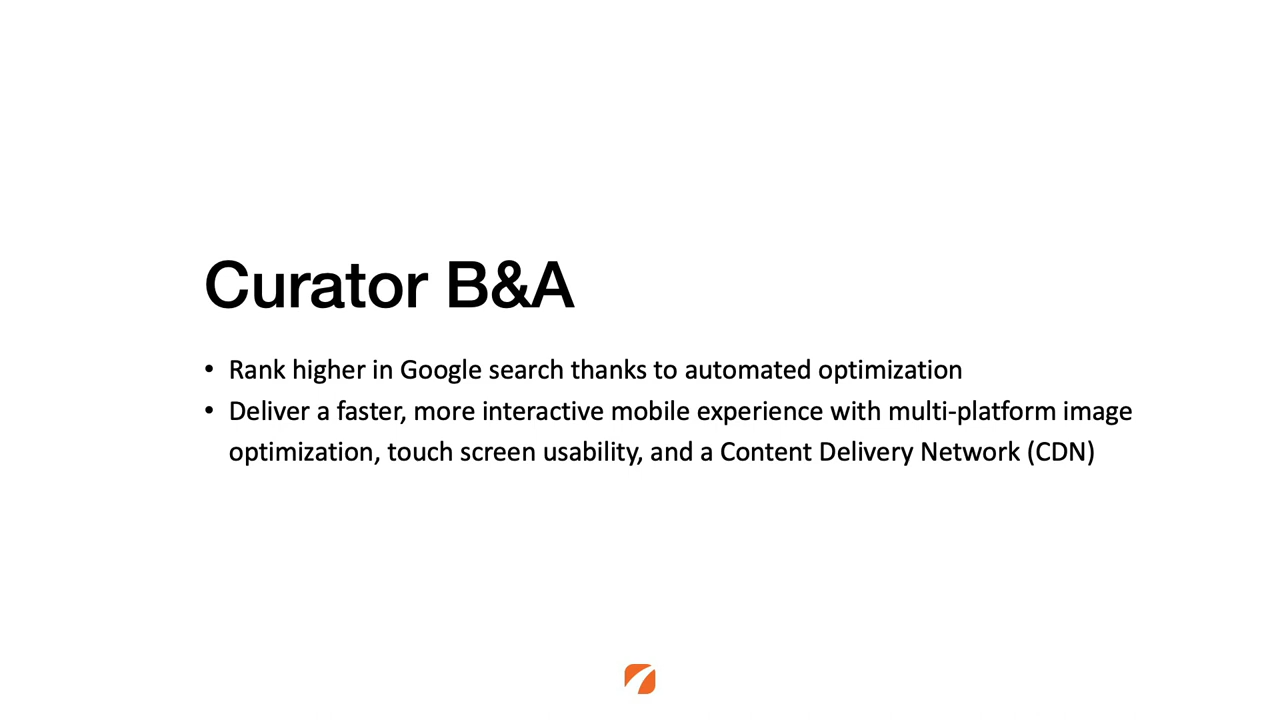 Curator B&A
• Rank higher in Google search thanks to automated optimization
• Deliver a faster, more interactive mobile experience with multi-platform image
optimization, touch screen usability, and a Content Delivery Network (CDN)